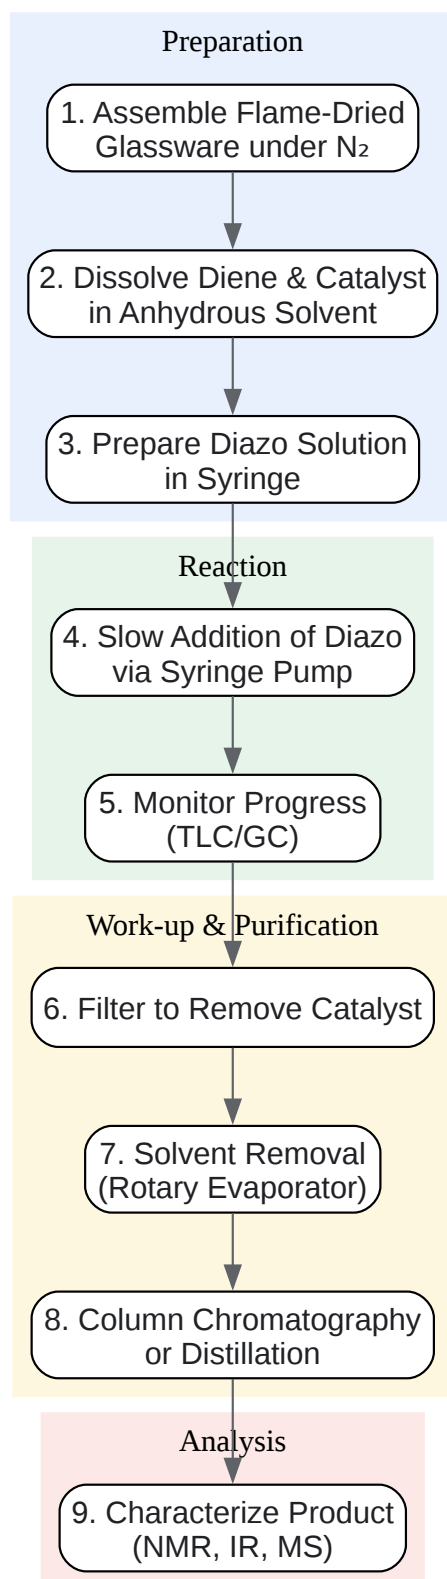 Preparation
1. Assemble Flame-Dried
Glassware under N₂
2. Dissolve Diene & Catalyst
in Anhydrous Solvent
3. Prepare Diazo Solution
in Syringe
Reaction
4. Slow Addition of Diazo
via Syringe Pump
5. Monitor Progress
(TLC/GC)
Work-up & Purification
6. Filter to Remove Catalyst
7. Solvent Removal
(Rotary Evaporator)
8. Column Chromatography
or Distillation
Analysis
9. Characterize Product
(NMR, IR, MS)